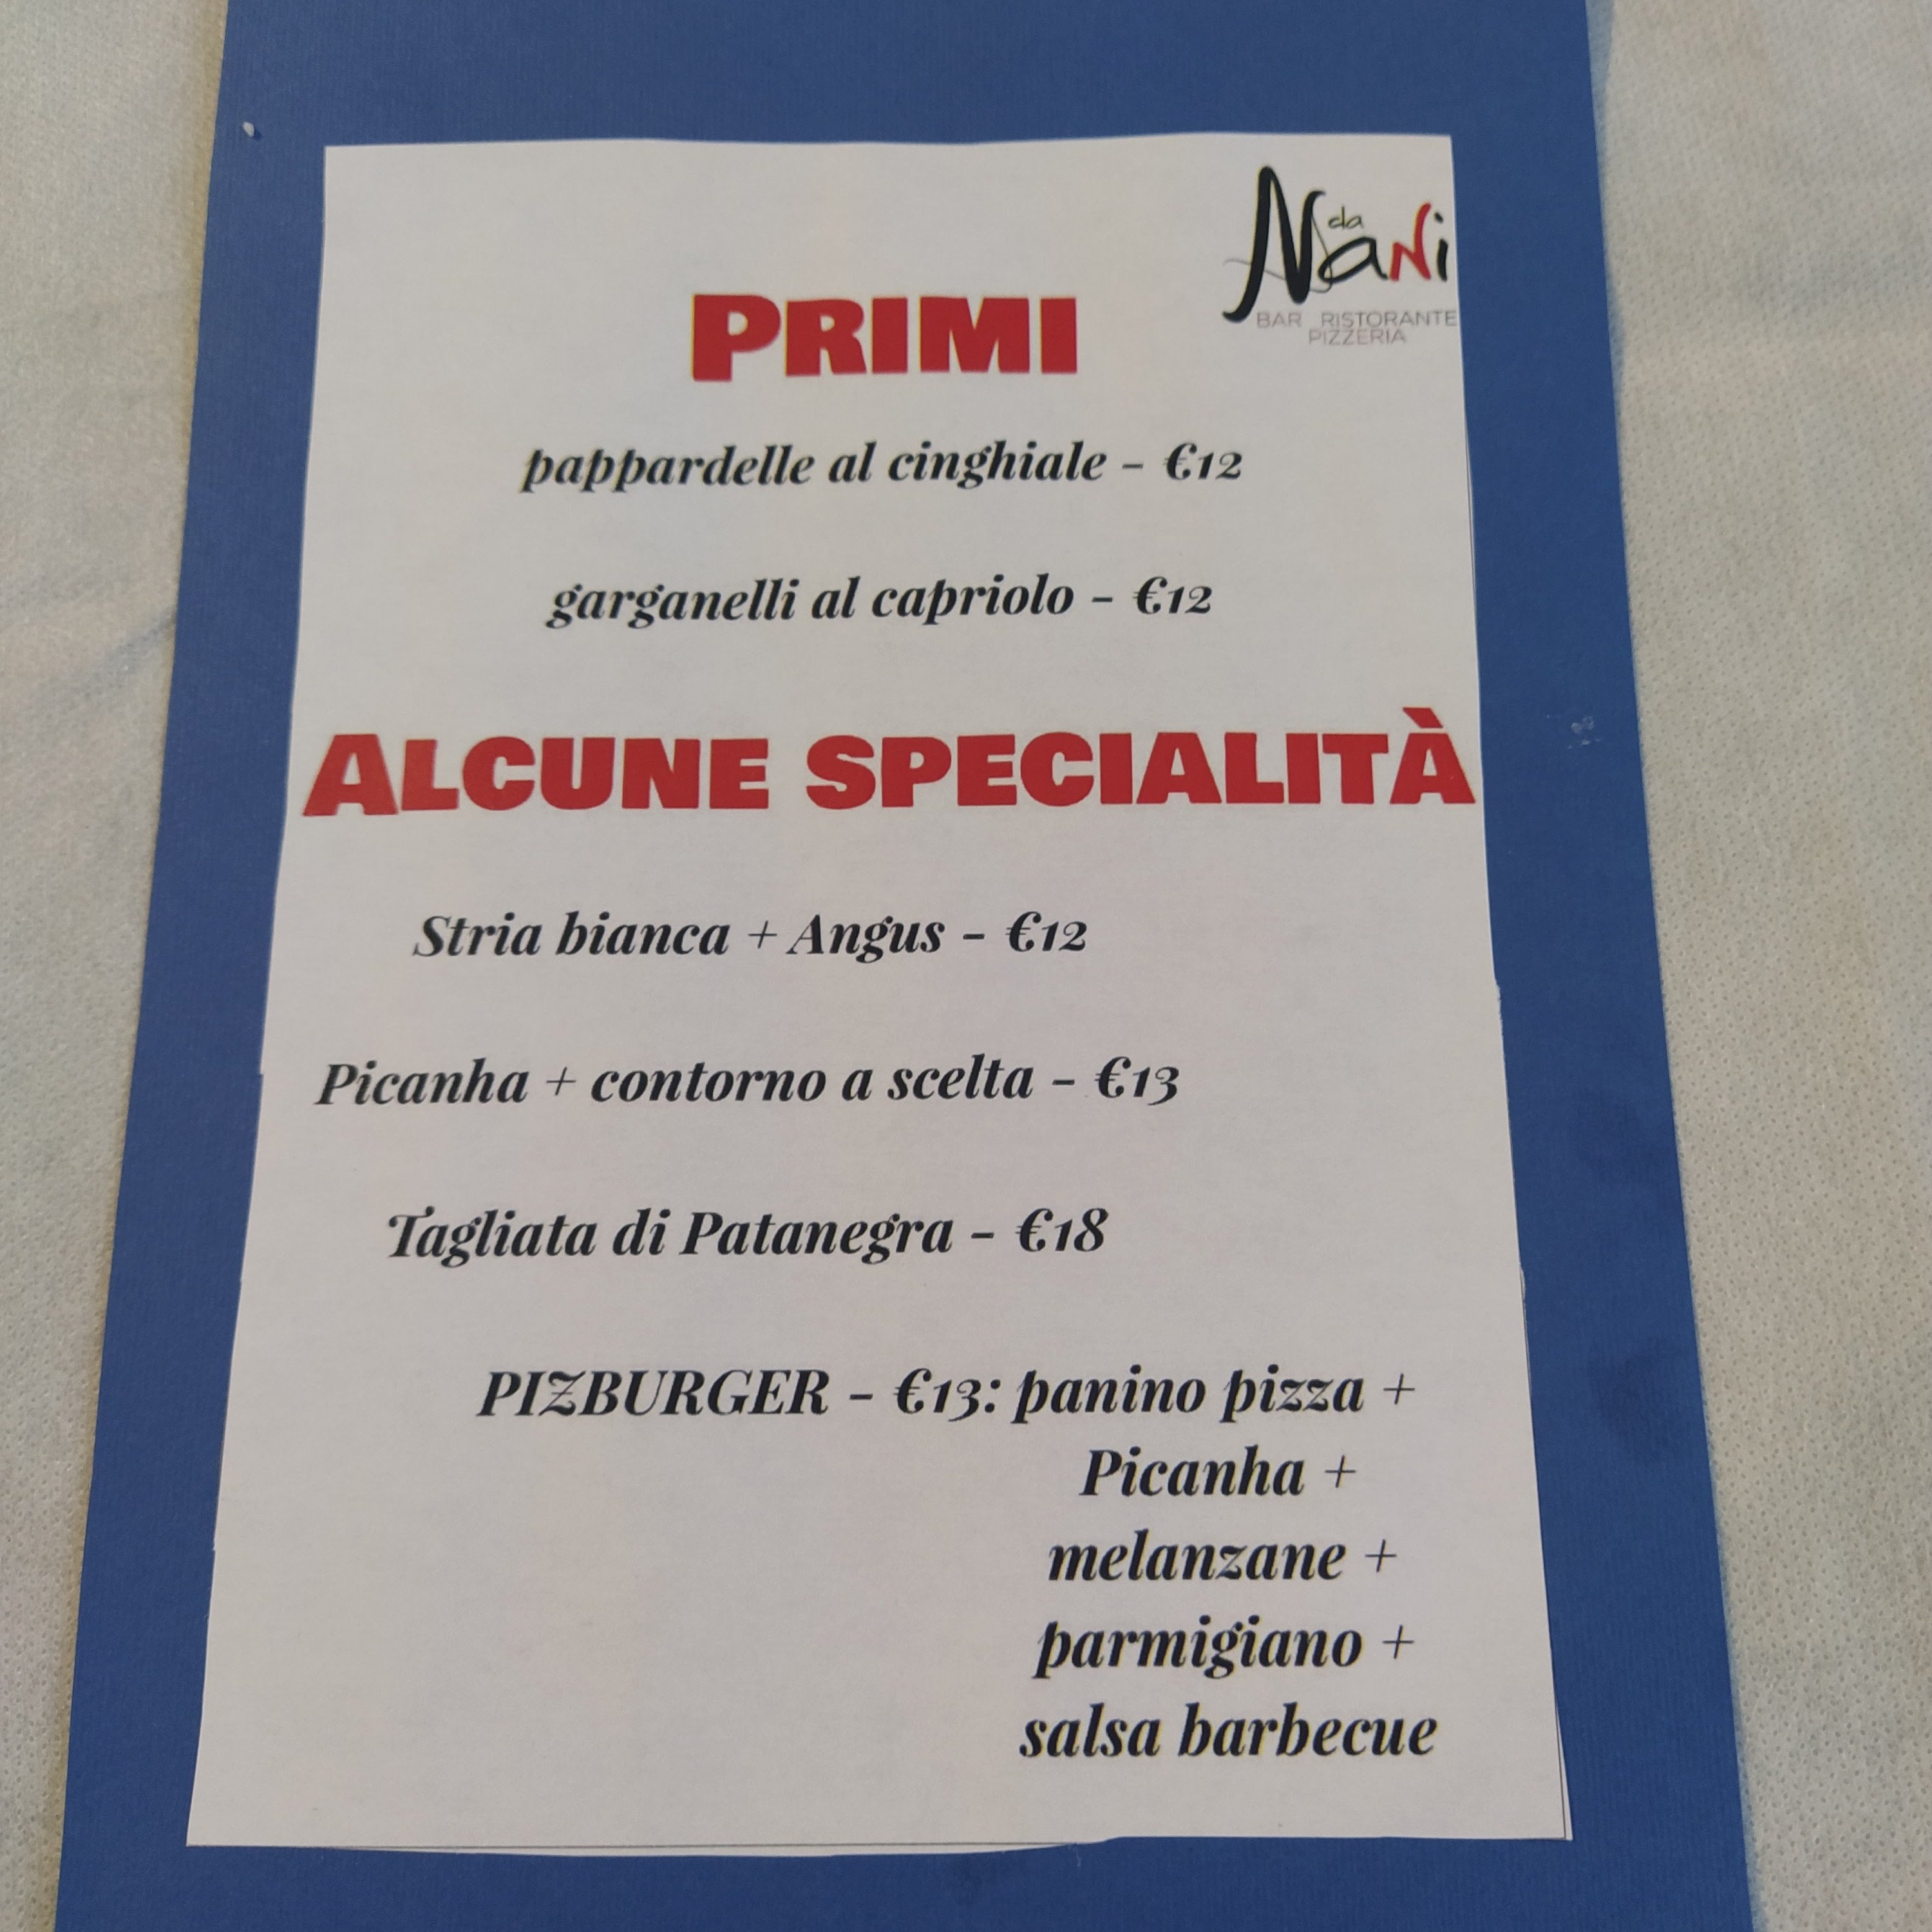 da
NaNi
BAR RISTORANTE
PIZZERIA
PRIMI
pappardelle al cinghiale - €12
garganelli al capriolo - €12
ALCUNE SPECIALITÀ
Stria bianca + Angus - €12
Picanha + contorno a scelta - €13
Tagliata di Patanegra - €18
PIZBURGER - €13: panino pizza +
Picanha +
melanzane +
parmigiano +
salsa barbecue